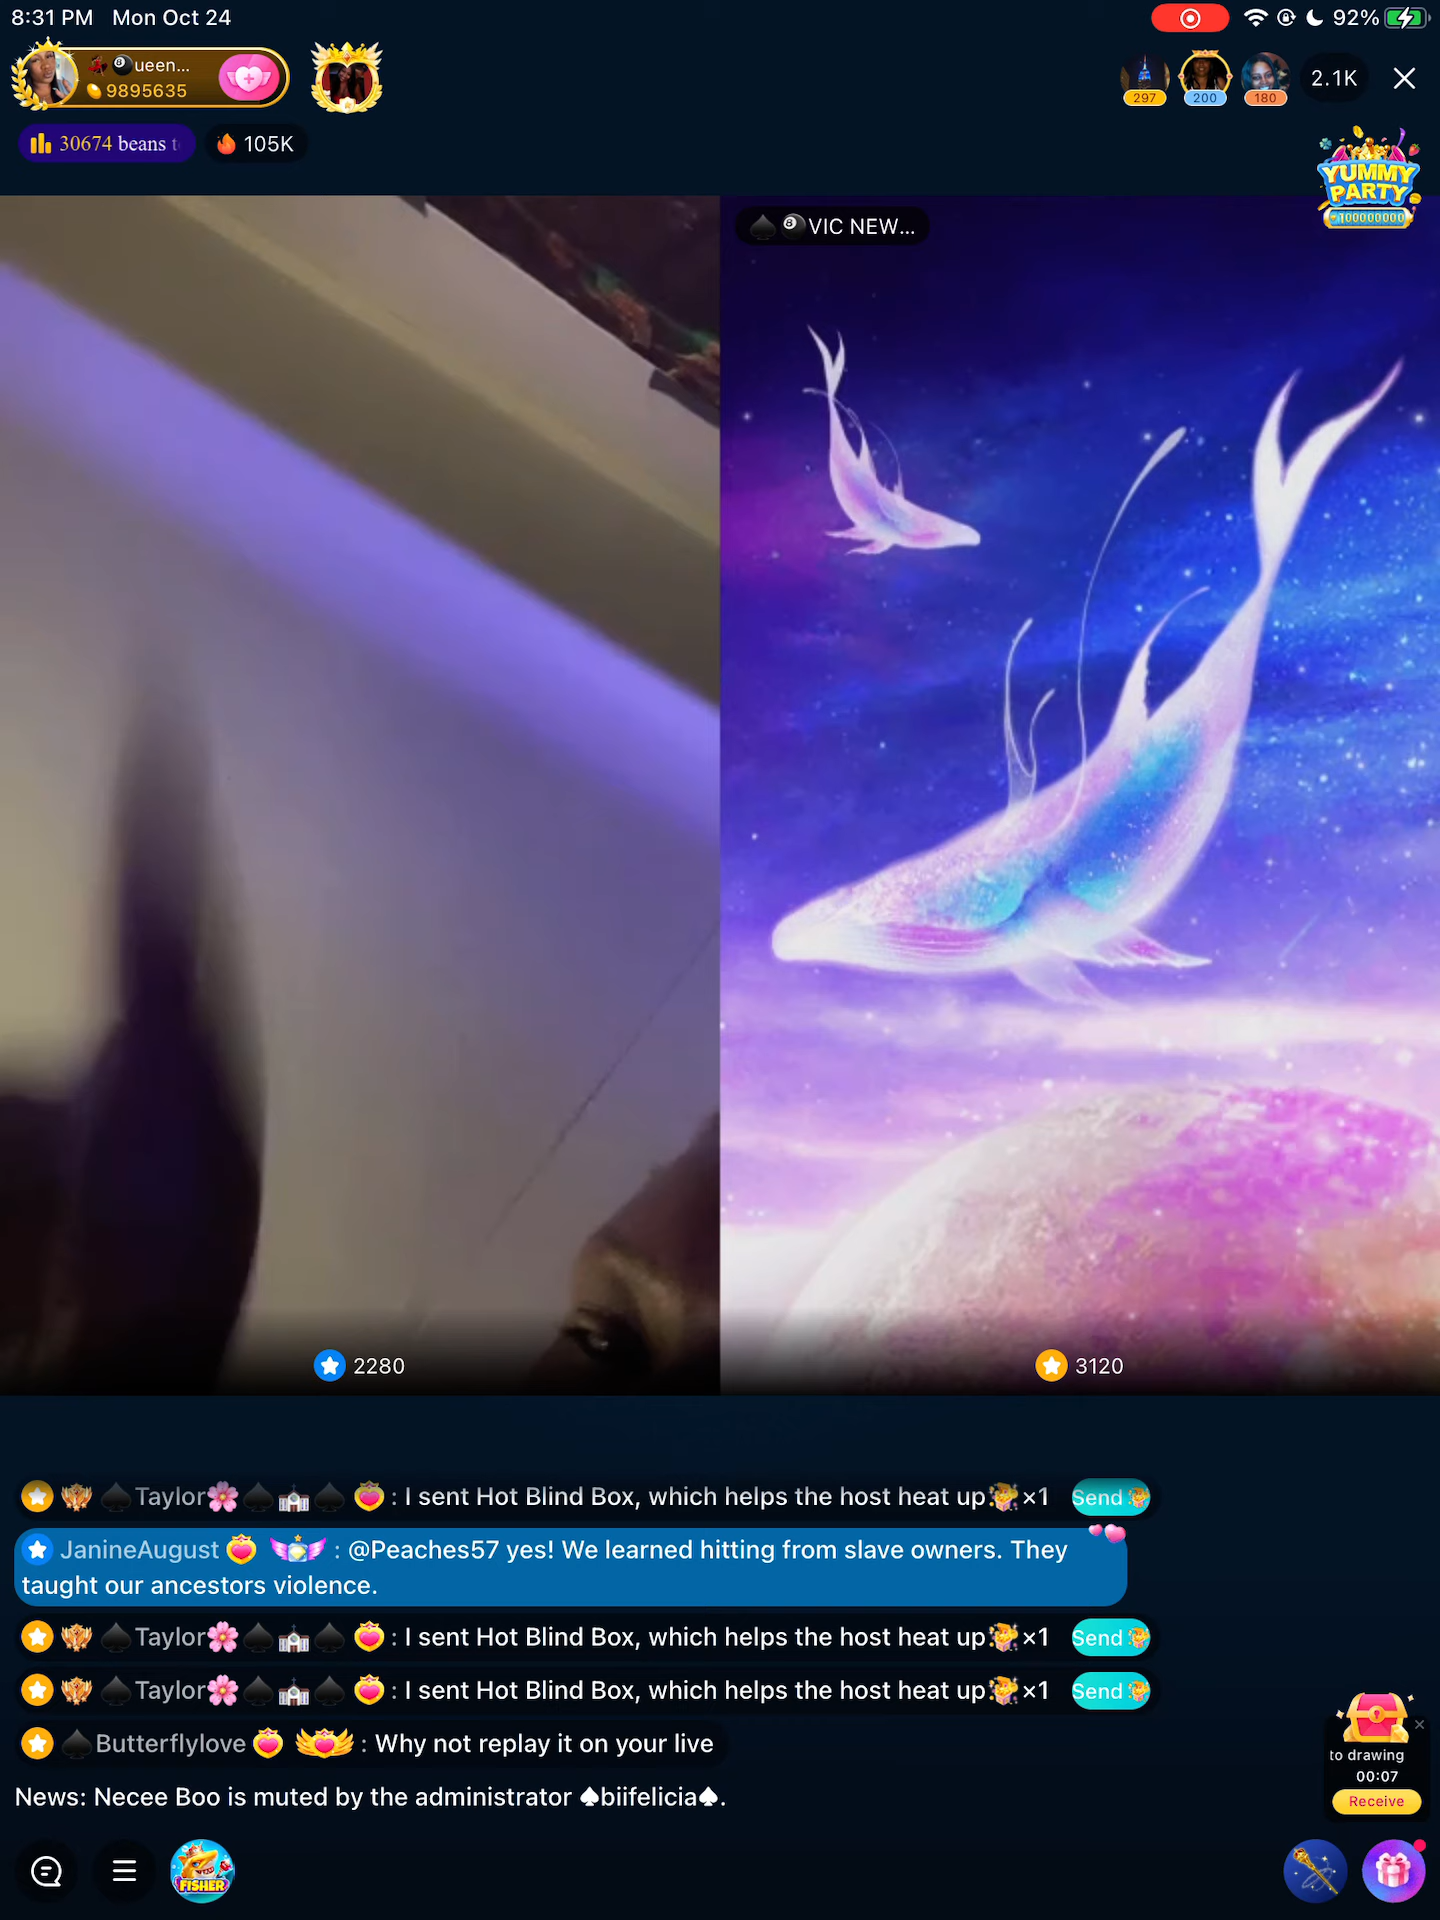 8:31 PM Mon Oct 24
92%
ueen...
9895635
297
200
180
2.1K
30674 beans t
105K
YUMMY
PARTY
100000000
VIC NEW...
2280
3120
Taylor : I sent Hot Blind Box, which helps the host heat up ×1 Send
JanineAugust : @Peaches57 yes! We learned hitting from slave owners. They
taught our ancestors violence.
Taylor : I sent Hot Blind Box, which helps the host heat up ×1 Send
Taylor : I sent Hot Blind Box, which helps the host heat up ×1 Send
Butterflylove : Why not replay it on your live
to drawing
00:07
Receive
News: Necee Boo is muted by the administrator ♠biifelicia♠.
FISHER